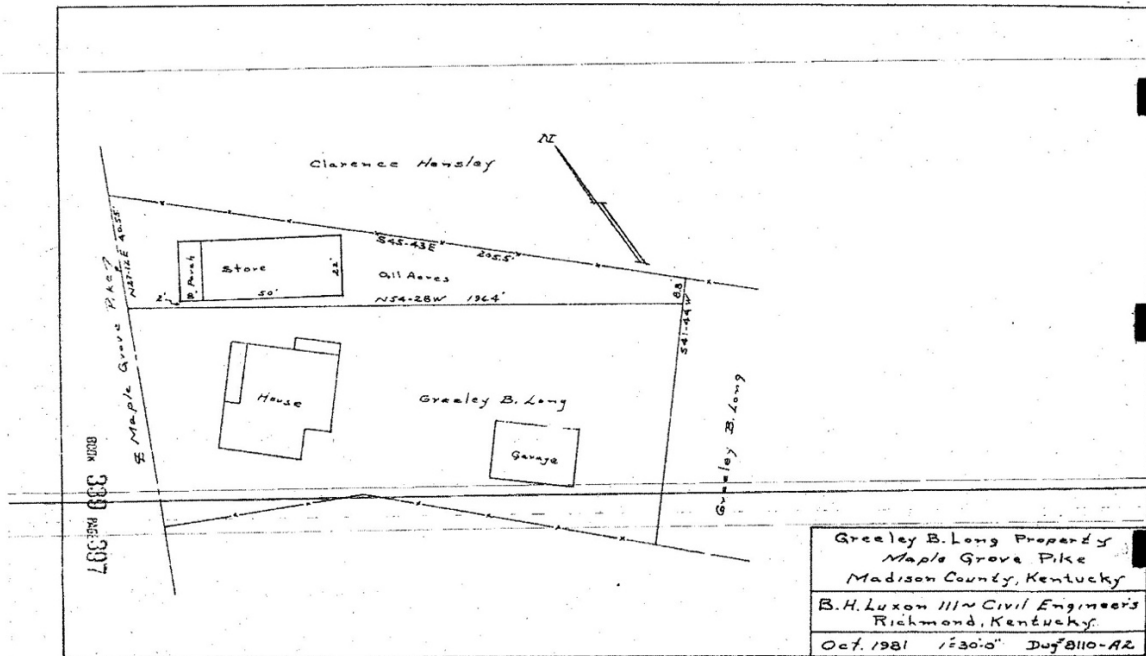 N
Clarence Hensley
S45-43E 205.5'
N27-12E 40.55'
8' Porch
Store
22'
0.11 Acres
50'
2'
N54-28W 196.4'
8.8'
S41-44W
℄ Maple Grove Pike
House
Greeley B. Long
Garage
Greeley B. Long
BOOK PAGE 397
Greeley B. Long Property
Maple Grove Pike
Madison County, Kentucky
B.H. Luxon III ~ Civil Engineers
Richmond, Kentucky
Oct. 1981 1"=30'-0" Dwg# 8110-A2